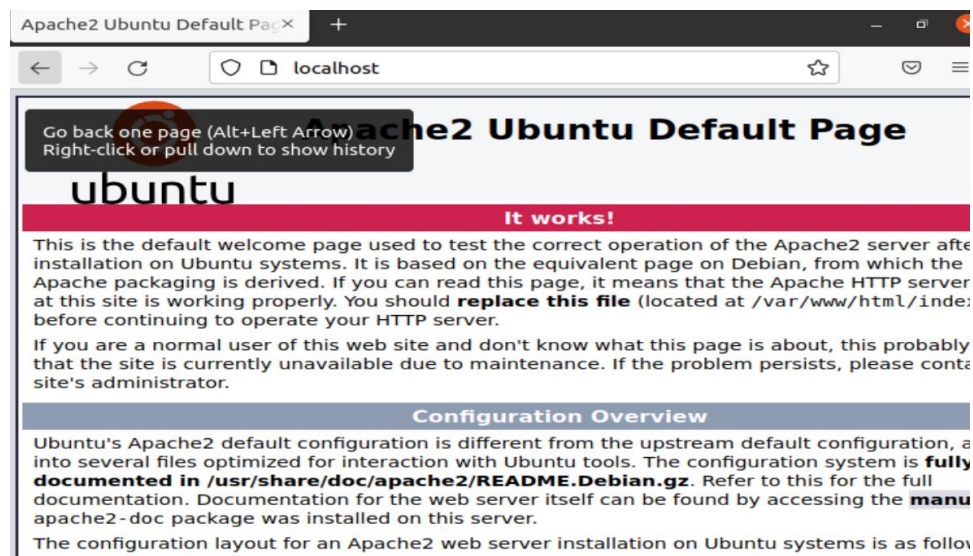 Apache2 Ubuntu Default Pag
localhost
Go back one page (Alt+Left Arrow)
Right-click or pull down to show history
Apache2 Ubuntu Default Page
ubuntu
It works!
This is the default welcome page used to test the correct operation of the Apache2 server afte
installation on Ubuntu systems. It is based on the equivalent page on Debian, from which the
Apache packaging is derived. If you can read this page, it means that the Apache HTTP server
at this site is working properly. You should replace this file (located at /var/www/html/index
before continuing to operate your HTTP server.
If you are a normal user of this web site and don't know what this page is about, this probably
that the site is currently unavailable due to maintenance. If the problem persists, please conta
site's administrator.
Configuration Overview
Ubuntu's Apache2 default configuration is different from the upstream default configuration, a
into several files optimized for interaction with Ubuntu tools. The configuration system is fully
documented in /usr/share/doc/apache2/README.Debian.gz. Refer to this for the full
documentation. Documentation for the web server itself can be found by accessing the manu
apache2-doc package was installed on this server.
The configuration layout for an Apache2 web server installation on Ubuntu systems is as follow